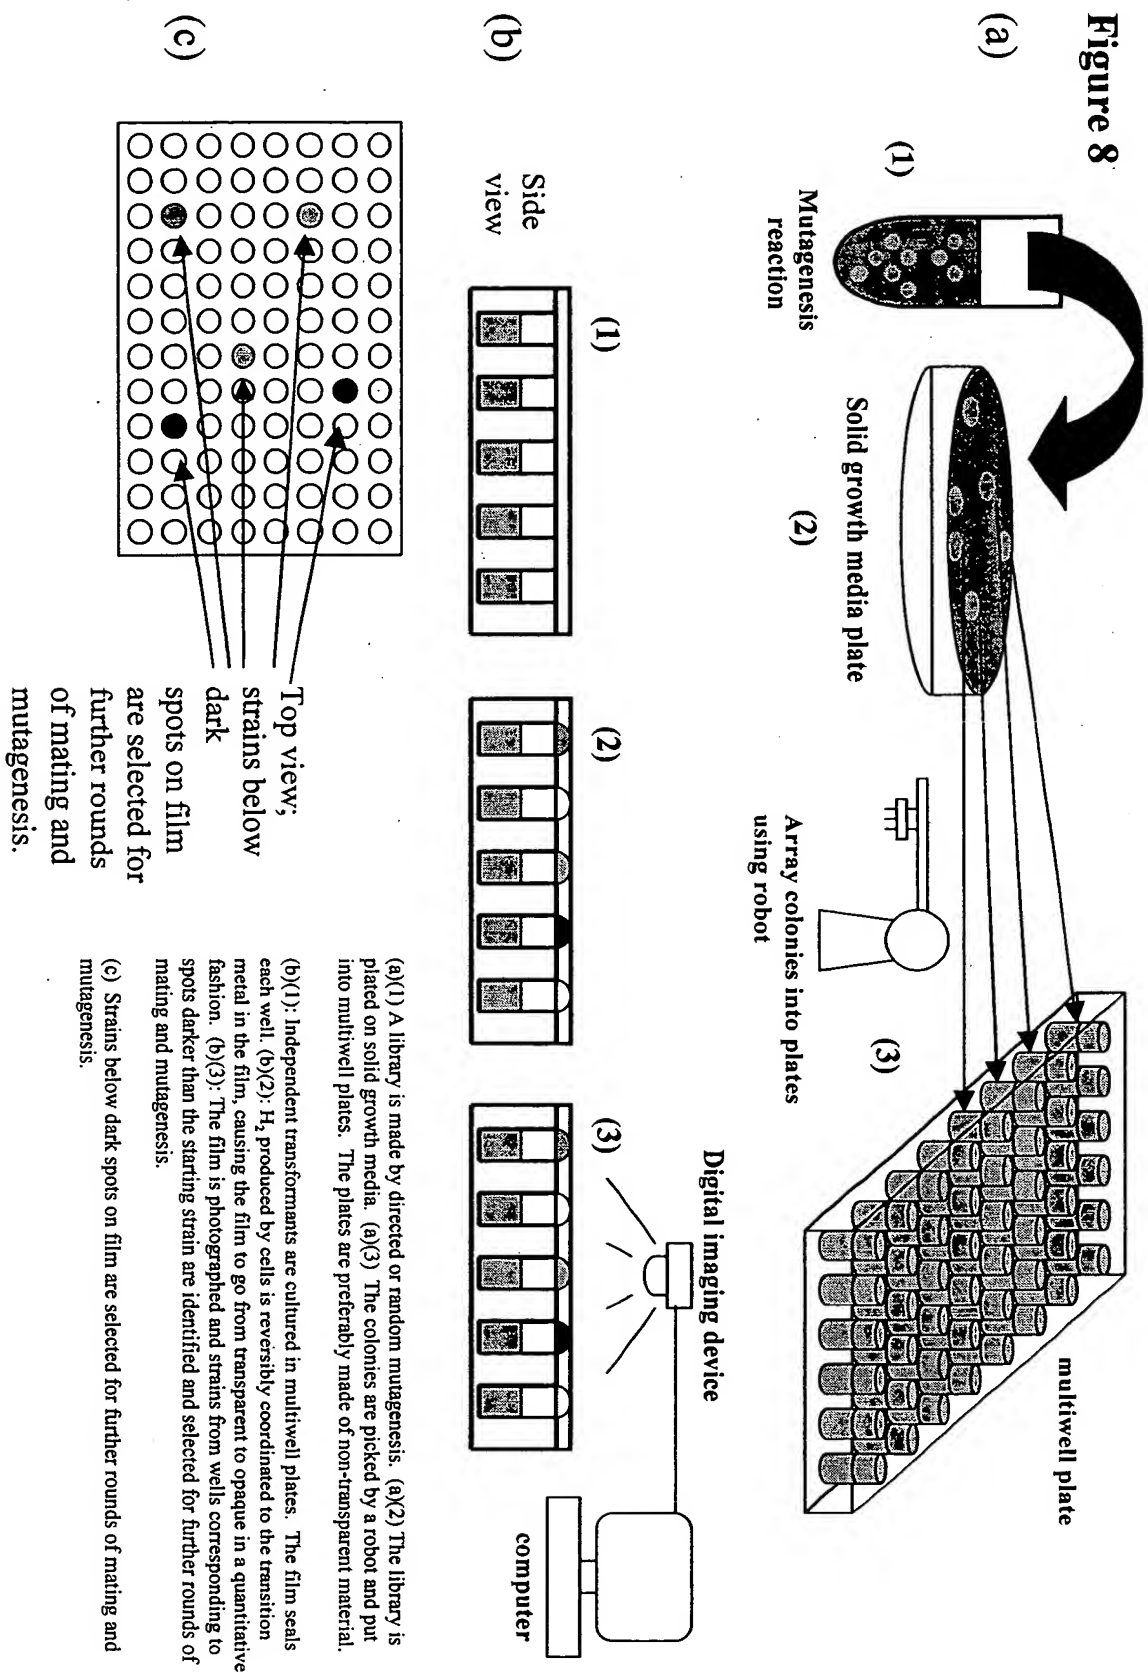 Figure 8
(a)
(1)
Mutagenesis
reaction
Solid growth media plate
(2)
Array colonies into plates
using robot
(3)
multiwell plate
(b)
Side
view
(1)
(2)
(3)
Digital imaging device
computer
(c)
Top view;
strains below
dark
spots on film
are selected for
further rounds
of mating and
mutagenesis.
(a)(1) A library is made by directed or random mutagenesis. (a)(2) The library is
plated on solid growth media. (a)(3) The colonies are picked by a robot and put
into multiwell plates. The plates are preferably made of non-transparent material.
(b)(1): Independent transformants are cultured in multiwell plates. The film seals
each well. (b)(2): H₂ produced by cells is reversibly coordinated to the transition
metal in the film, causing the film to go from transparent to opaque in a quantitative
fashion. (b)(3): The film is photographed and strains from wells corresponding to
spots darker than the starting strain are identified and selected for further rounds of
mating and mutagenesis.
(c) Strains below dark spots on film are selected for further rounds of mating and
mutagenesis.